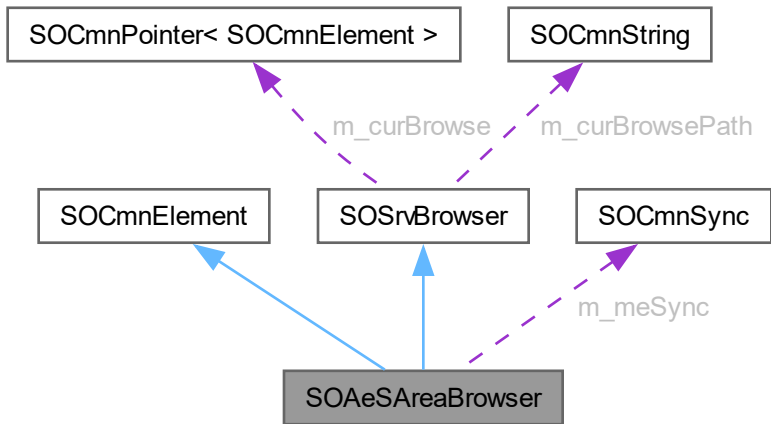 SOCmnPointer< SOCmnElement >
SOCmnString
m_curBrowse
m_curBrowsePath
SOCmnElement
SOSrvBrowser
SOCmnSync
m_meSync
SOAeSAreaBrowser